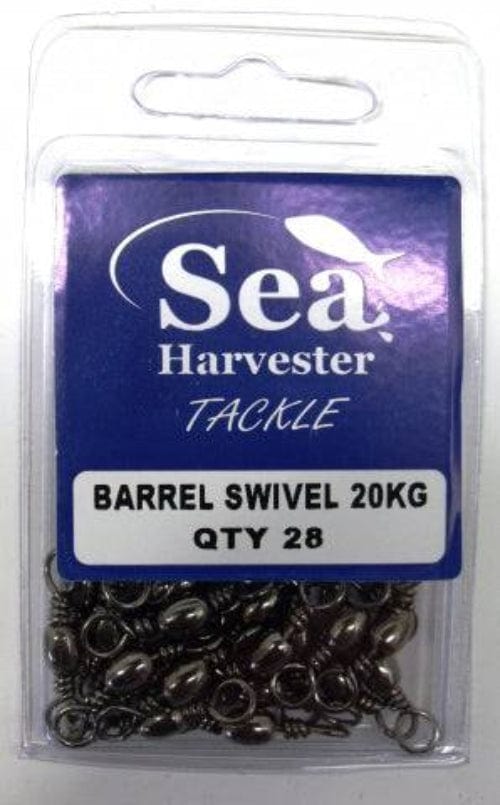 Sea
Harvester
TACKLE
BARREL SWIVEL 20KG
QTY 28